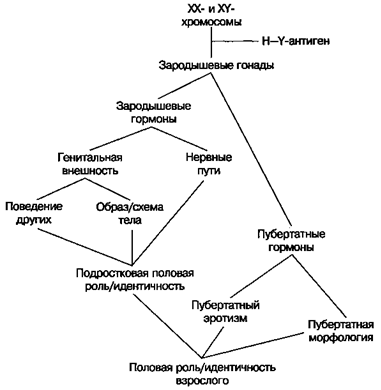 XX- и XY-
хромосомы
H—Y-антиген
Зародышевые гонады
Зародышевые
гормоны
Генитальная
внешность
Нервные
пути
Поведение
других
Образ/схема
тела
Пубертатные
гормоны
Подростковая половая
роль/идентичность
Пубертатный
эротизм
Пубертатная
морфология
Половая роль/идентичность
взрослого